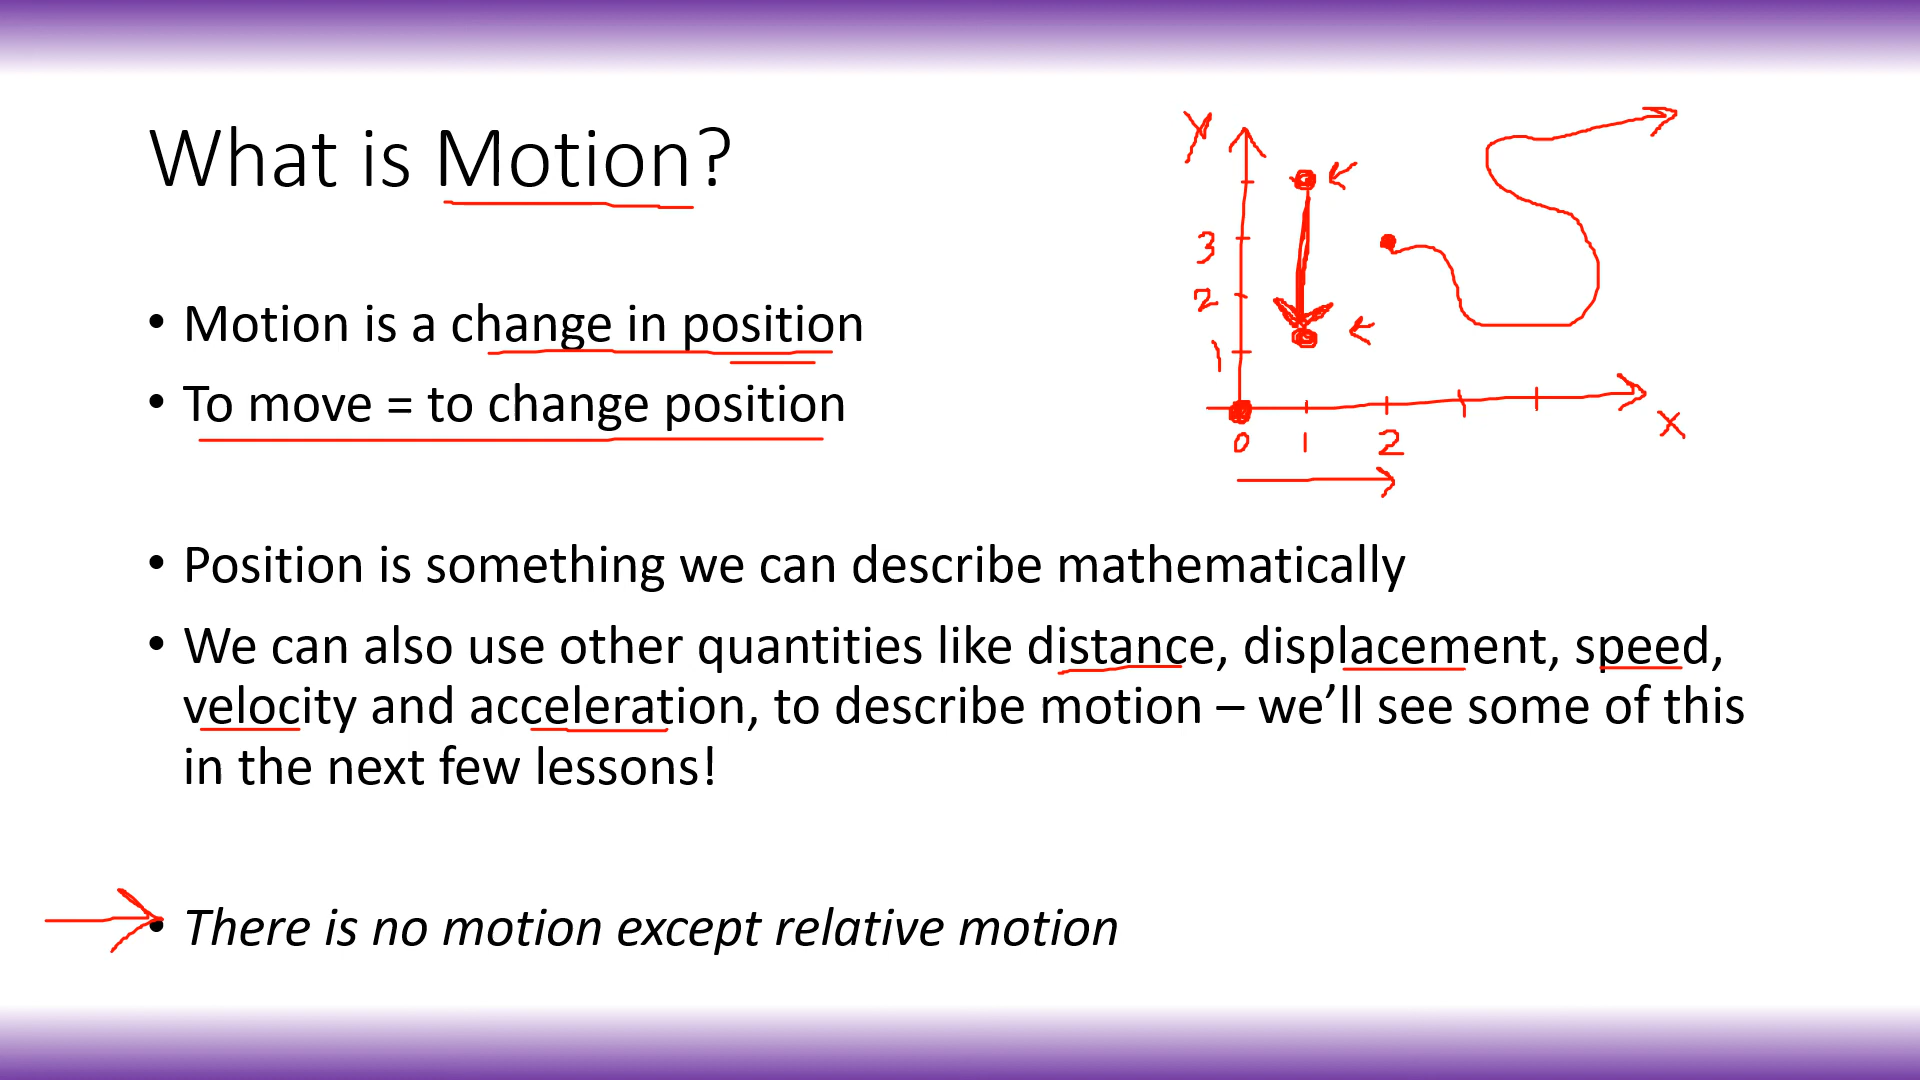 What is Motion?
• Motion is a change in position
• To move = to change position
• Position is something we can describe mathematically
• We can also use other quantities like distance, displacement, speed,
velocity and acceleration, to describe motion – we’ll see some of this
in the next few lessons!
• There is no motion except relative motion
Y
3
2
1
0 1 2
X